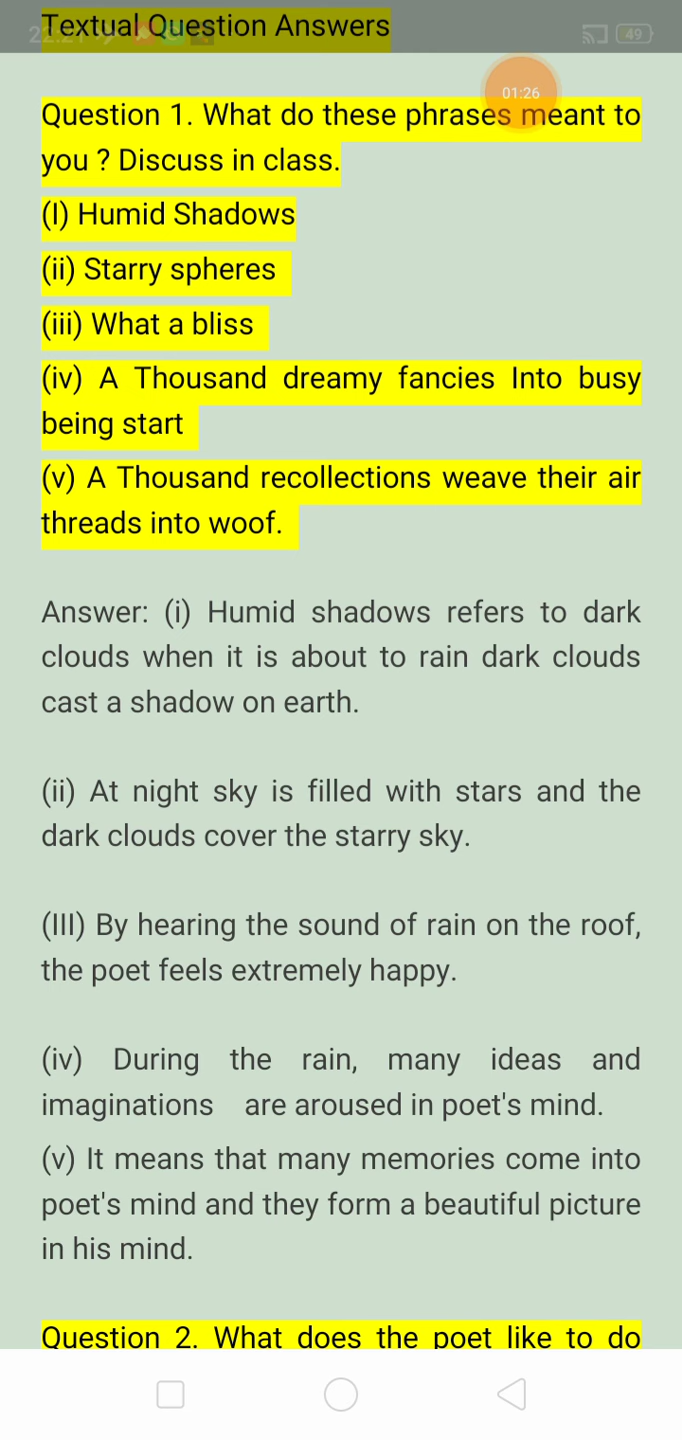 Textual Question Answers
49
01:26
Question 1. What do these phrases meant to
you ? Discuss in class.
(I) Humid Shadows
(ii) Starry spheres
(iii) What a bliss
(iv) A Thousand dreamy fancies Into busy
being start
(v) A Thousand recollections weave their air
threads into woof.
Answer: (i) Humid shadows refers to dark
clouds when it is about to rain dark clouds
cast a shadow on earth.
(ii) At night sky is filled with stars and the
dark clouds cover the starry sky.
(III) By hearing the sound of rain on the roof,
the poet feels extremely happy.
(iv) During the rain, many ideas and
imaginations are aroused in poet's mind.
(v) It means that many memories come into
poet's mind and they form a beautiful picture
in his mind.
Question 2. What does the poet like to do